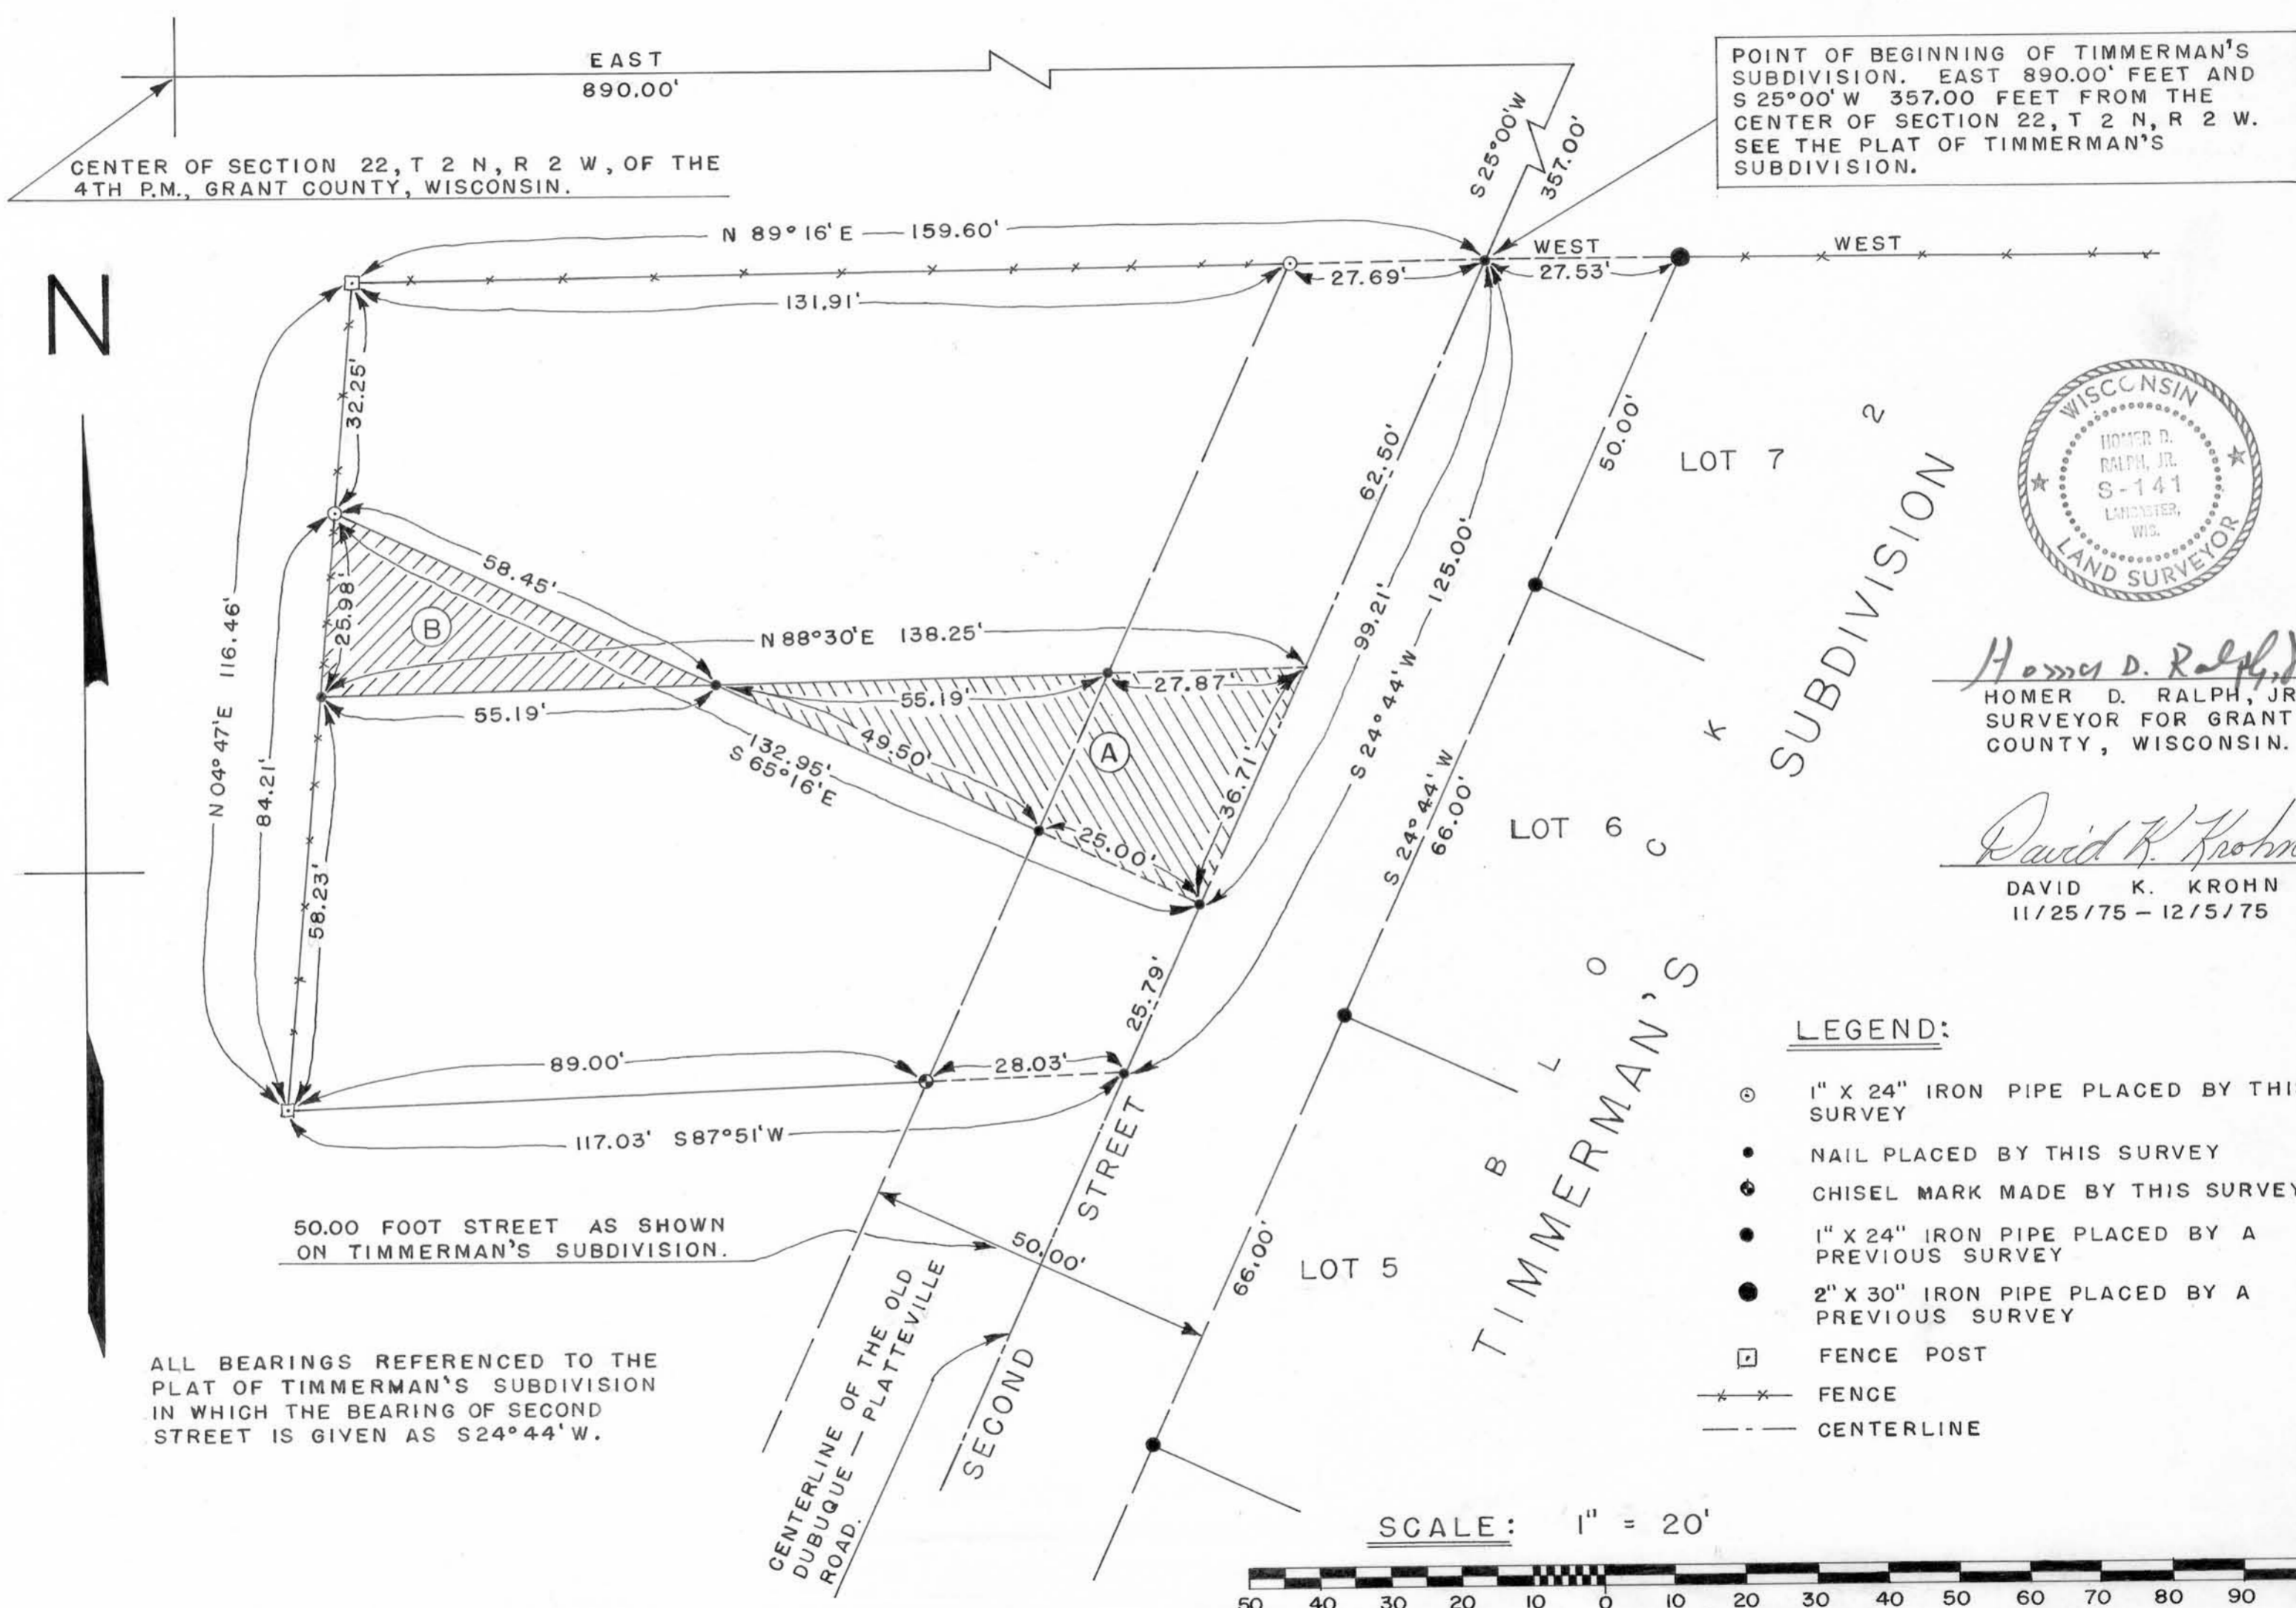 EAST
890.00'
CENTER OF SECTION 22, T 2 N, R 2 W, OF THE
4TH P.M., GRANT COUNTY, WISCONSIN.
S 25°00'W
357.00'
POINT OF BEGINNING OF TIMMERMAN'S
SUBDIVISION. EAST 890.00' FEET AND
S 25°00' W 357.00 FEET FROM THE
CENTER OF SECTION 22, T 2 N, R 2 W.
SEE THE PLAT OF TIMMERMAN'S
SUBDIVISION.
N 89°16'E 159.60'
WEST
WEST
27.69'
27.53'
131.91'
N
32.25'
62.50'
50.00'
LOT 7
2
WISCONSIN
HOMER D.
RALPH, JR.
S-141
LANCASTER,
WIS.
LAND SURVEYOR
58.45'
25.98'
B
N 88°30'E 138.25'
N 04°47'E 116.46'
84.21'
55.19'
55.19'
27.87'
49.50'
132.95'
S 65°16'E
A
25.00'
36.71'
99.21'
S 24°44'W 125.00'
S 24°44'W
66.00'
LOT 6
BLOCK
SUBDIVISION
Homer D. Ralph, J
HOMER D. RALPH, JR
SURVEYOR FOR GRANT
COUNTY, WISCONSIN.
David K. Krohn
DAVID K. KROHN
11/25/75 – 12/5/75
58.23'
25.79'
89.00'
28.03'
117.03' S87°51'W
50.00 FOOT STREET AS SHOWN
ON TIMMERMAN'S SUBDIVISION.
50.00'
66.00'
LOT 5
TIMMERMAN'S
SECOND STREET
CENTERLINE OF THE OLD
DUBUQUE — PLATTEVILLE
ROAD.
ALL BEARINGS REFERENCED TO THE
PLAT OF TIMMERMAN'S SUBDIVISION
IN WHICH THE BEARING OF SECOND
STREET IS GIVEN AS S24°44'W.
LEGEND:
1" X 24" IRON PIPE PLACED BY THI
SURVEY
NAIL PLACED BY THIS SURVEY
CHISEL MARK MADE BY THIS SURVEY
1" X 24" IRON PIPE PLACED BY A
PREVIOUS SURVEY
2" X 30" IRON PIPE PLACED BY A
PREVIOUS SURVEY
FENCE POST
FENCE
CENTERLINE
SCALE: 1" = 20'
50 40 30 20 10 0 10 20 30 40 50 60 70 80 90